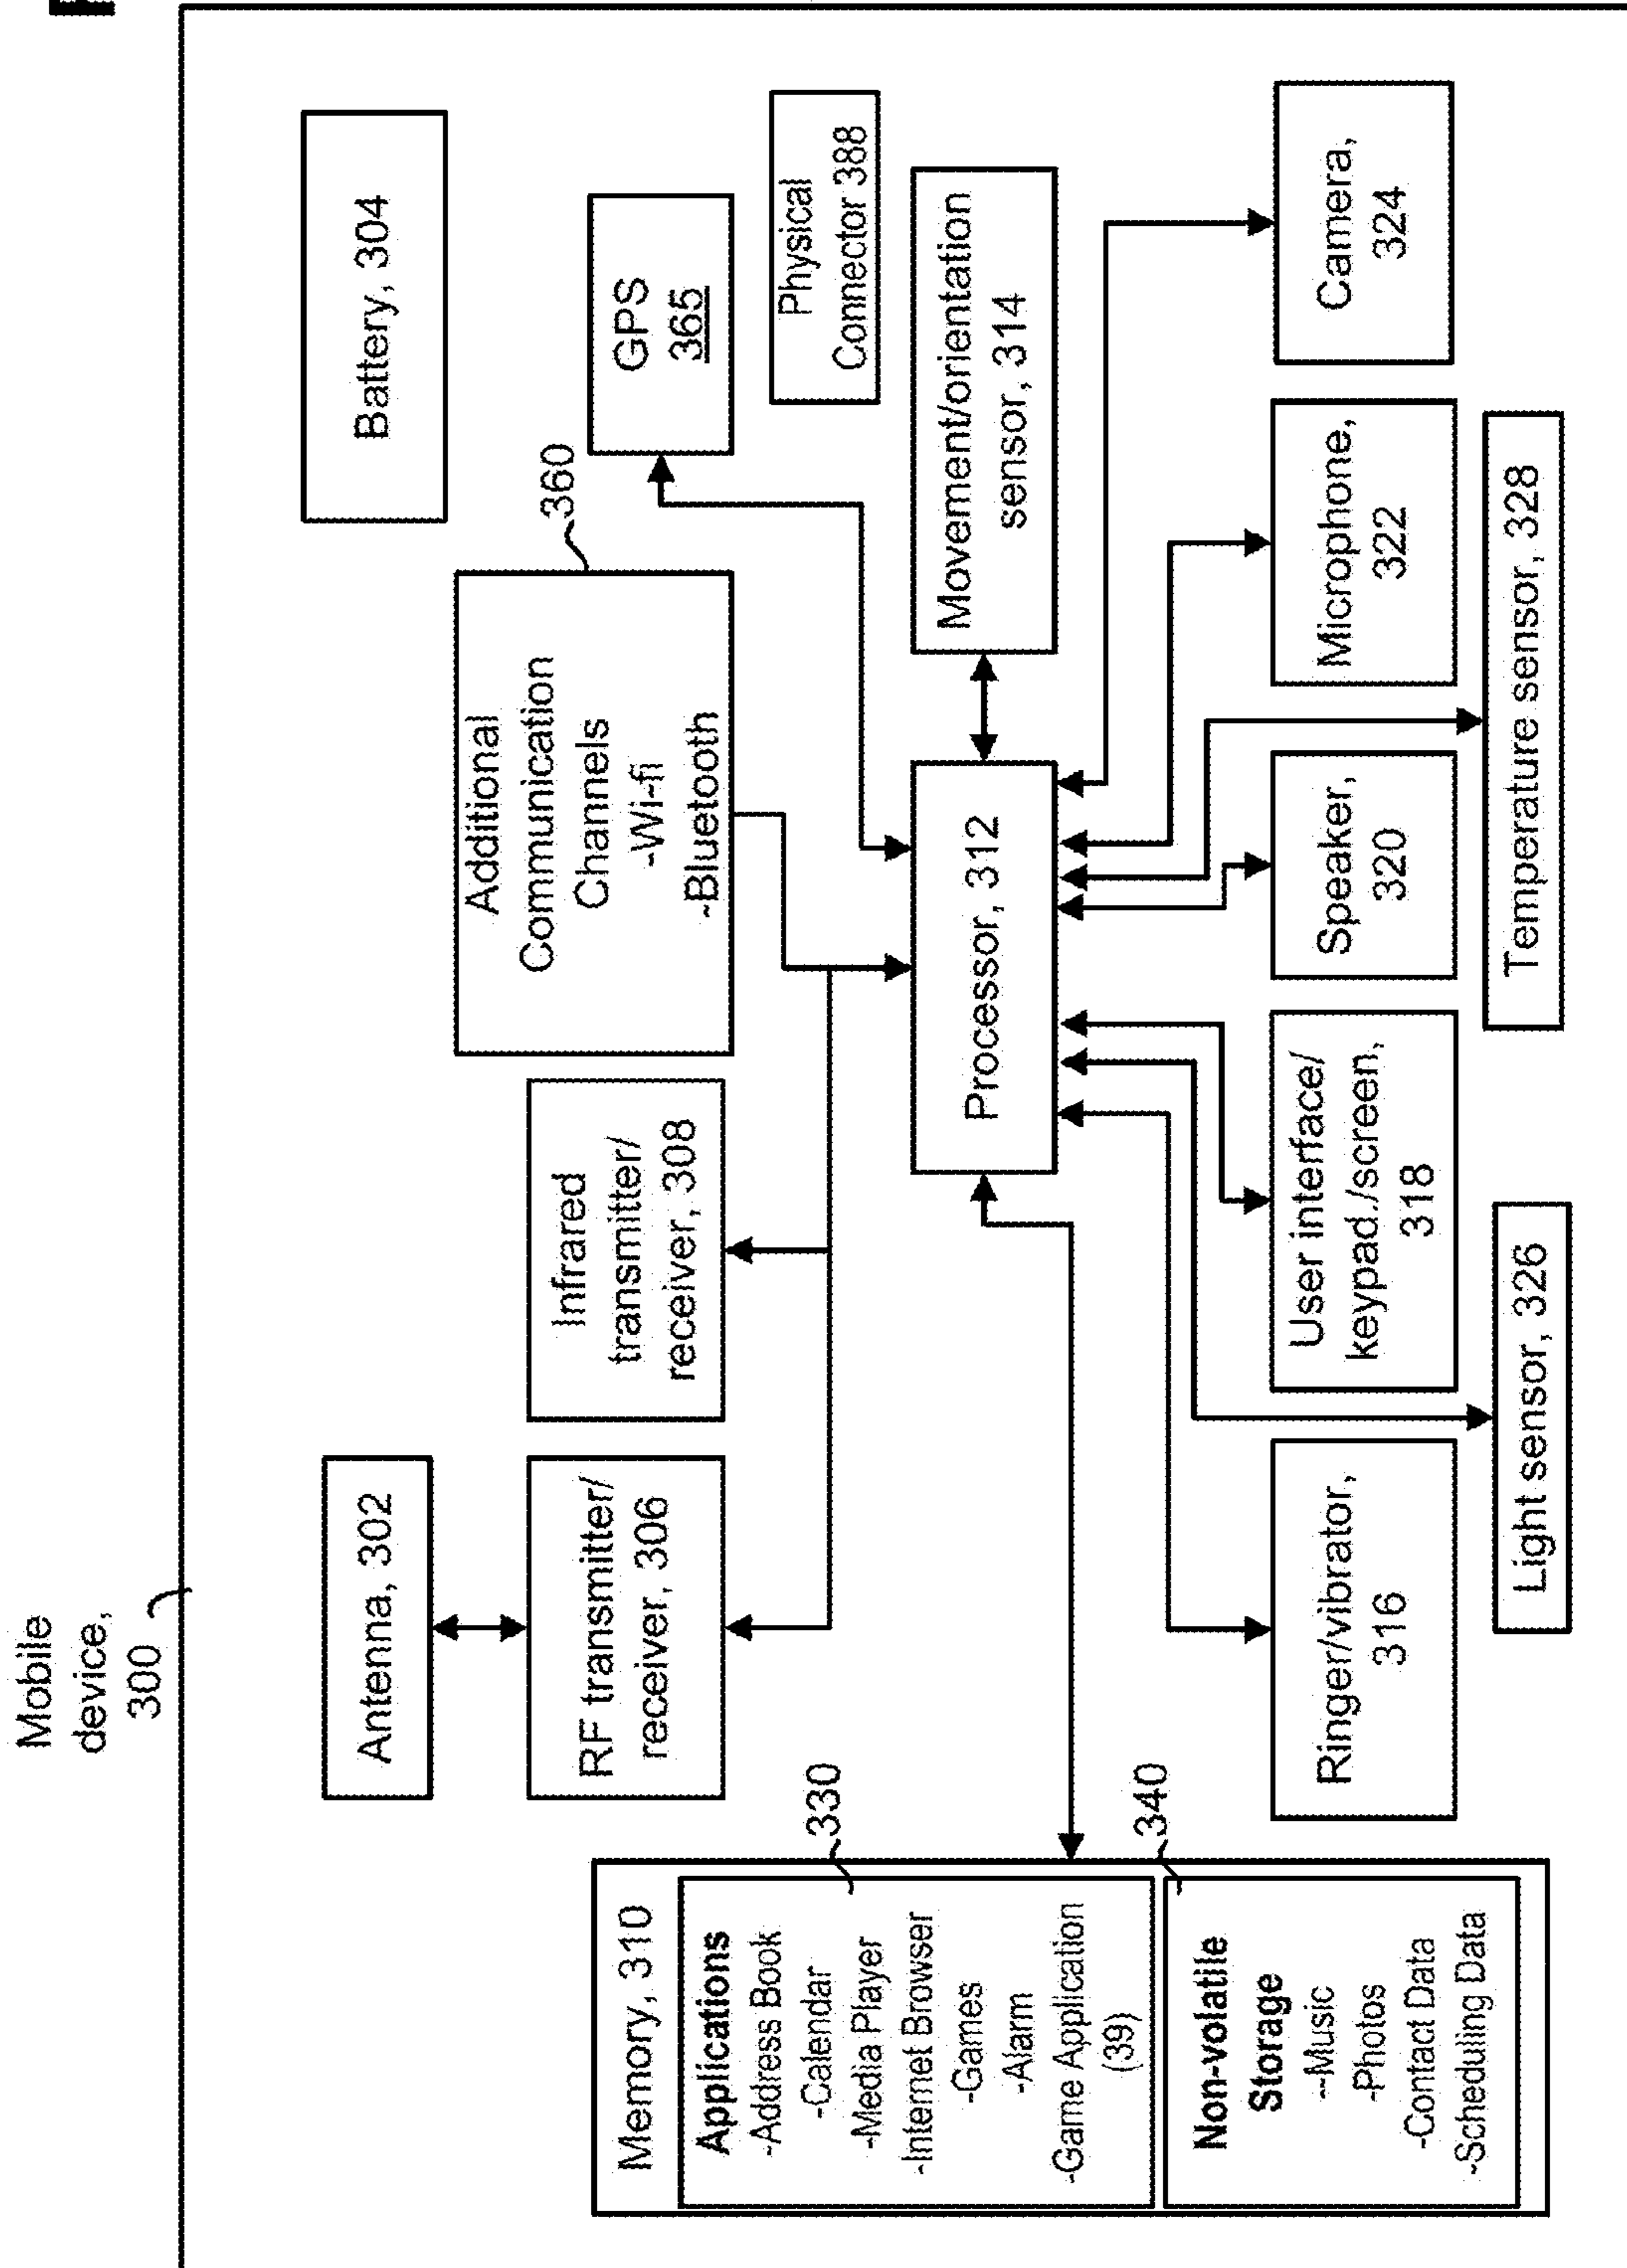 Mobile
device,
300
Antenna, 302
Battery, 304
RF transmitter/
receiver, 306
Infrared
transmitter/
receiver, 308
Additional
Communication
Channels
-Wi-fi
-Bluetooth
360
GPS
365
Physical
Connector 388
Memory, 310
Applications
-Address Book
-Calendar
-Media Player
-Internet Browser
-Games
-Alarm
-Game Application
(39)
330
Non-volatile
Storage
-Music
-Photos
-Contact Data
-Scheduling Data
340
Processor, 312
Movement/orientation
sensor, 314
Ringer/vibrator,
316
User interface/
keypad./screen,
318
Speaker,
320
Microphone,
322
Camera,
324
Light sensor, 326
Temperature sensor, 328